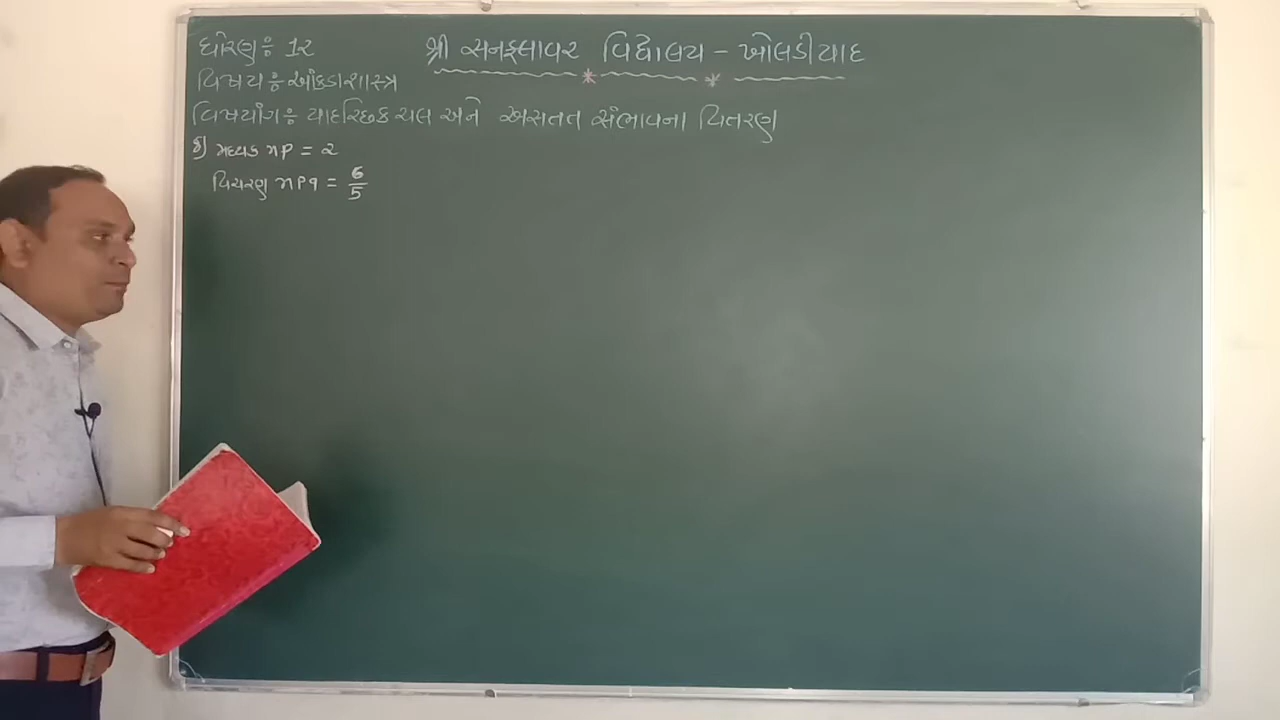 ધોરણ ÷ 12
શ્રી સનફ્લાવર વિદ્યાલય - ખોલડીયાદ
વિષય ÷ આંકડાશાસ્ત્ર
વિષયાંગ ÷ યાદચ્છિક ચલ અને અસતત સંભાવના વિતરણ
મધ્યક np = ૨
વિચરણ npq = 6/5